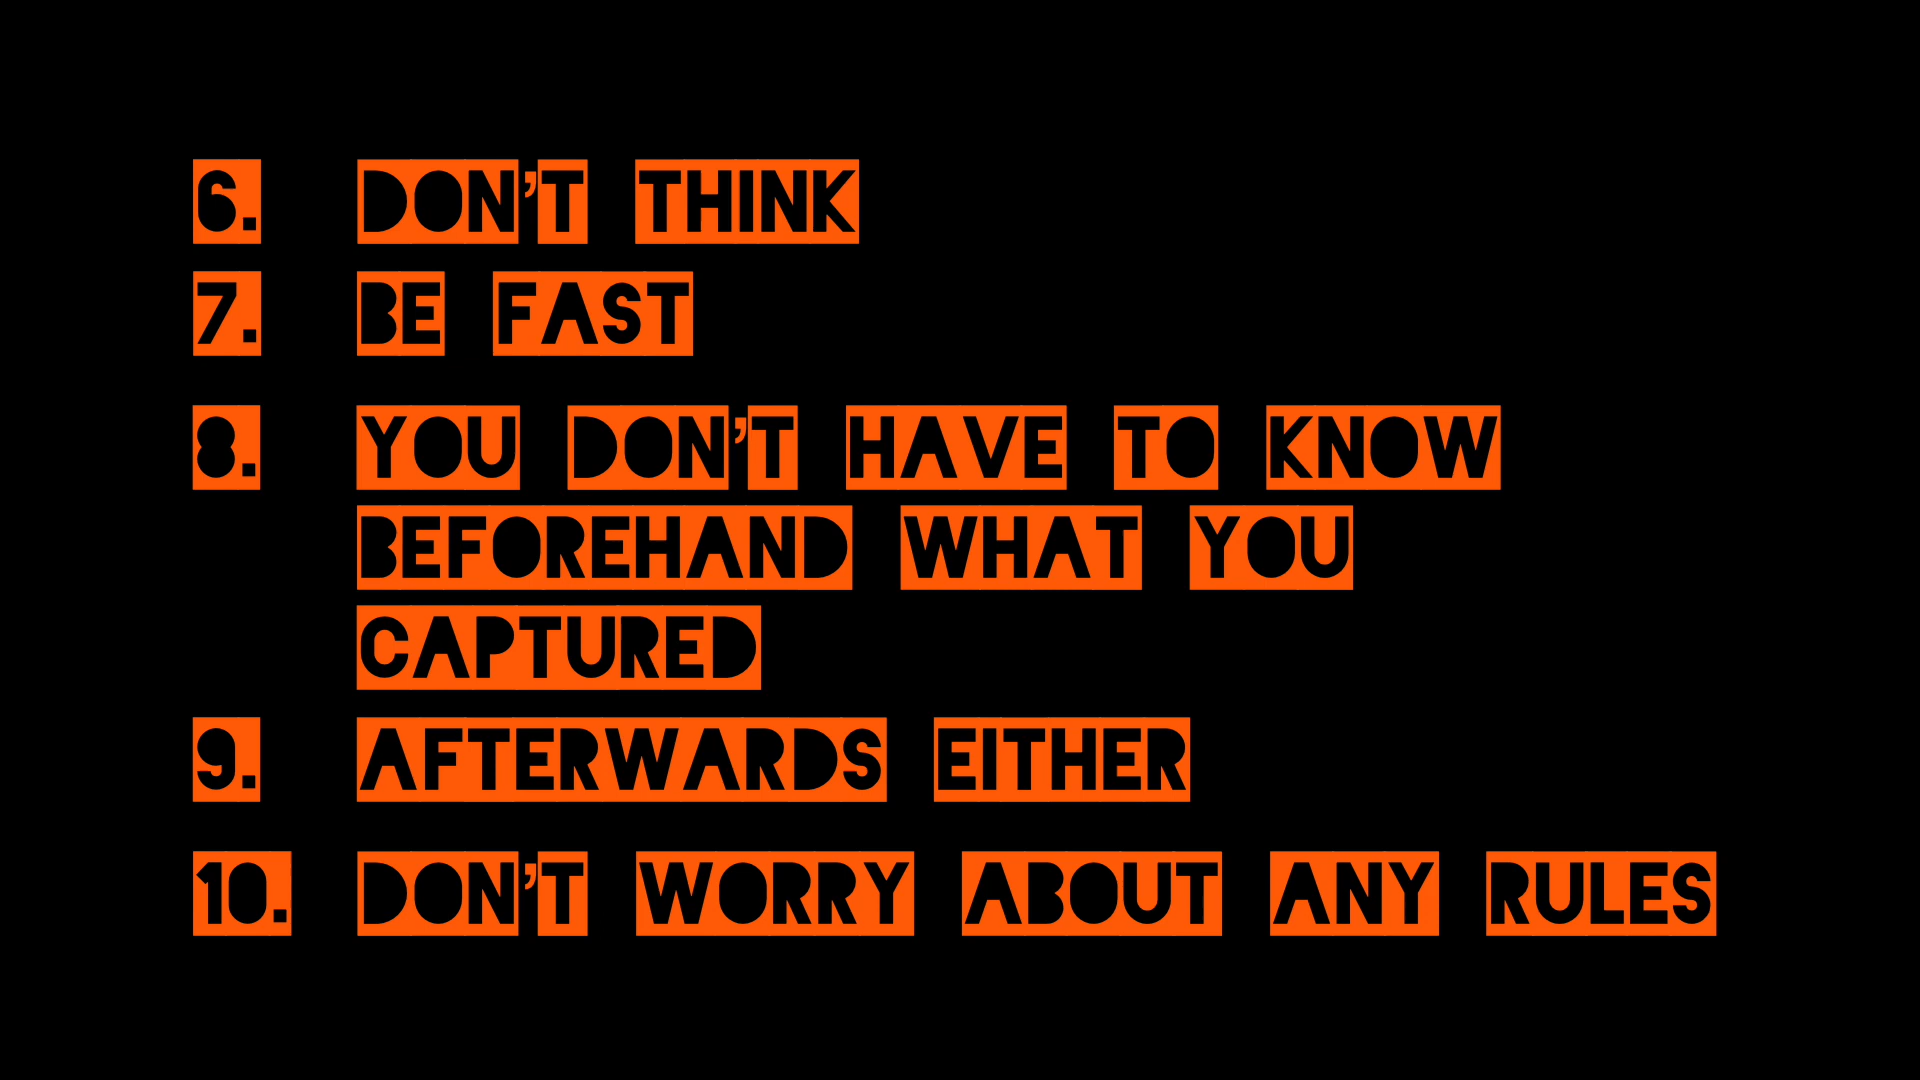 6. DON'T THINK
7. BE FAST
8. YOU DON'T HAVE TO KNOW
BEFOREHAND WHAT YOU
CAPTURED
9. AFTERWARDS EITHER
10. DON'T WORRY ABOUT ANY RULES